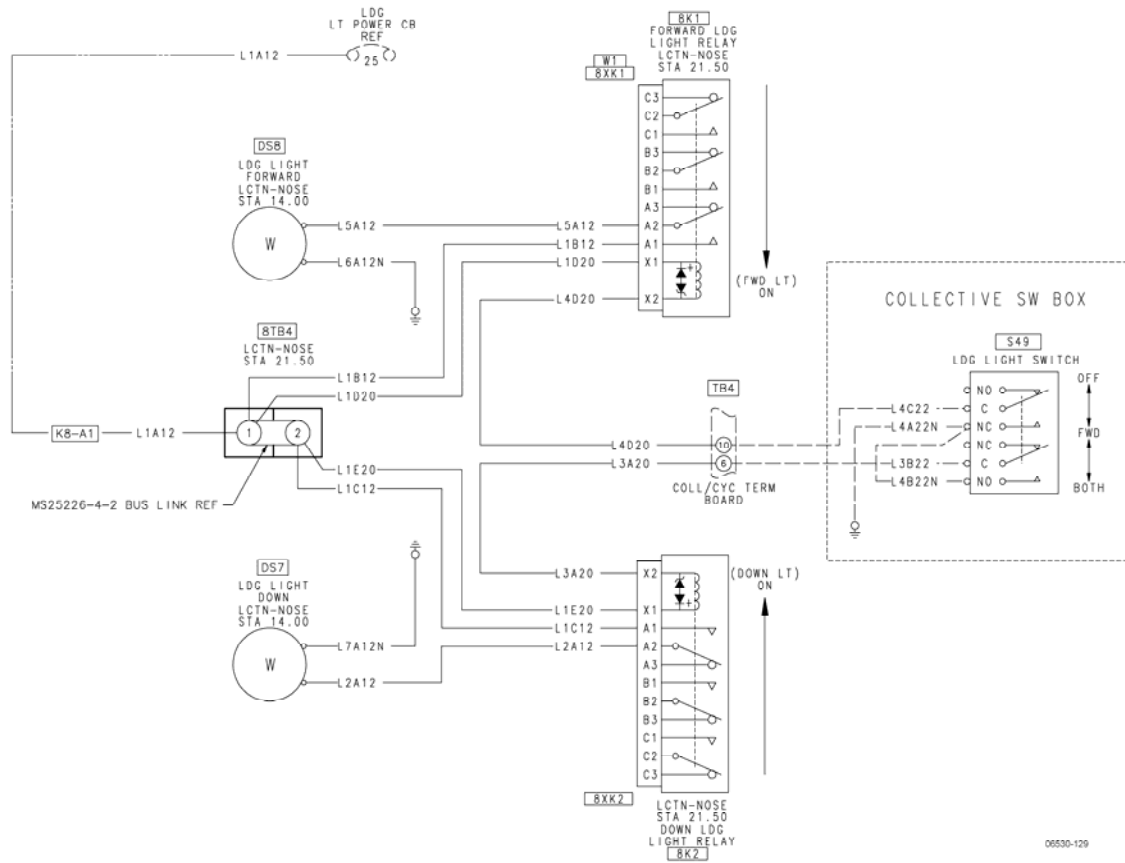 LDG
LT POWER CB
REF
25
L1A12
8K1
FORWARD LDG
LIGHT RELAY
LCTN-NOSE
STA 21.50
W1
8XK1
C3
C2
C1
B3
B2
B1
A3
A2
A1
X1
X2
+
(FWD LT)
ON
DS8
LDG LIGHT
FORWARD
LCTN-NOSE
STA 14.00
W
L5A12
L6A12N
L5A12
L1B12
L1D20
L4D20
8TB4
LCTN-NOSE
STA 21.50
L1B12
L1D20
K8-A1
L1A12
1
2
L1E20
L1C12
MS25226-4-2 BUS LINK REF
COLLECTIVE SW BOX
S49
LDG LIGHT SWITCH
NO
C
NC
NC
C
NO
OFF
FWD
BOTH
TB4
L4D20
10
L3A20
6
COLL/CYC TERM
BOARD
L4C22
L4A22N
L3B22
L4B22N
DS7
LDG LIGHT
DOWN
LCTN-NOSE
STA 14.00
W
L7A12N
L2A12
L3A20
L1E20
L1C12
L2A12
X2
X1
+
A1
A2
A3
B1
B2
B3
C1
C2
C3
(DOWN LT)
ON
8XK2
LCTN-NOSE
STA 21.50
DOWN LDG
LIGHT RELAY
8K2
06530-129